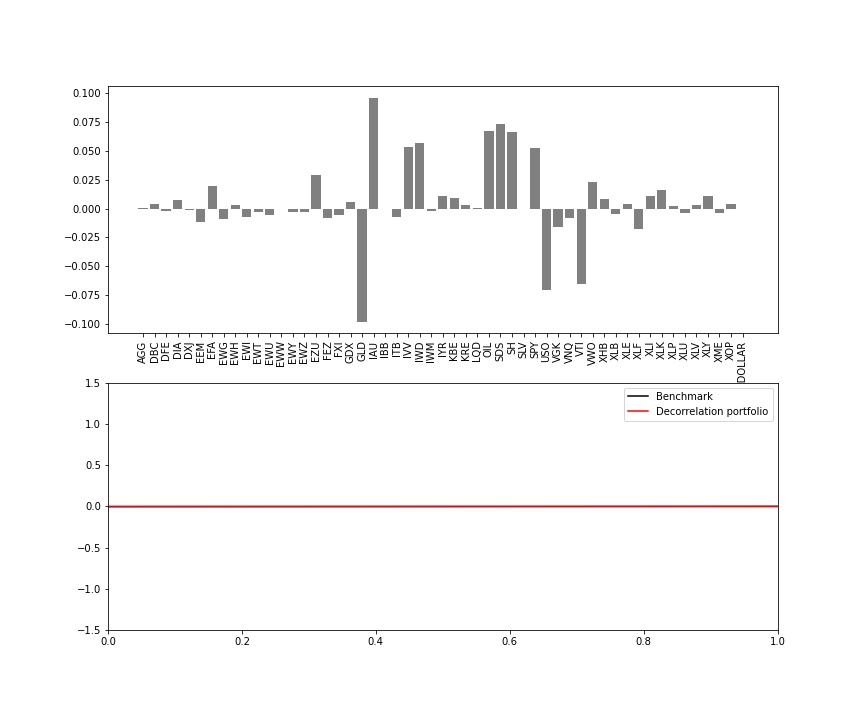 0.100
0.075
0.050
0.025
0.000
−0.025
−0.050
−0.075
−0.100
AGG
DBC
DFE
DIA
DXJ
EEM
EFA
EWG
EWH
EWI
EWT
EWU
EWW
EWY
EWZ
EZU
FEZ
FXI
GDX
GLD
IAU
IBB
ITB
IVV
IWD
IWM
IYR
KBE
KRE
LQD
OIL
SDS
SH
SLV
SPY
USO
VGK
VNQ
VTI
VWO
XHB
XLB
XLE
XLF
XLI
XLK
XLP
XLU
XLV
XLY
XME
XOP
DOLLAR
1.5
1.0
0.5
0.0
−0.5
−1.0
−1.5
Benchmark
Decorrelation portfolio
0.0
0.2
0.4
0.6
0.8
1.0